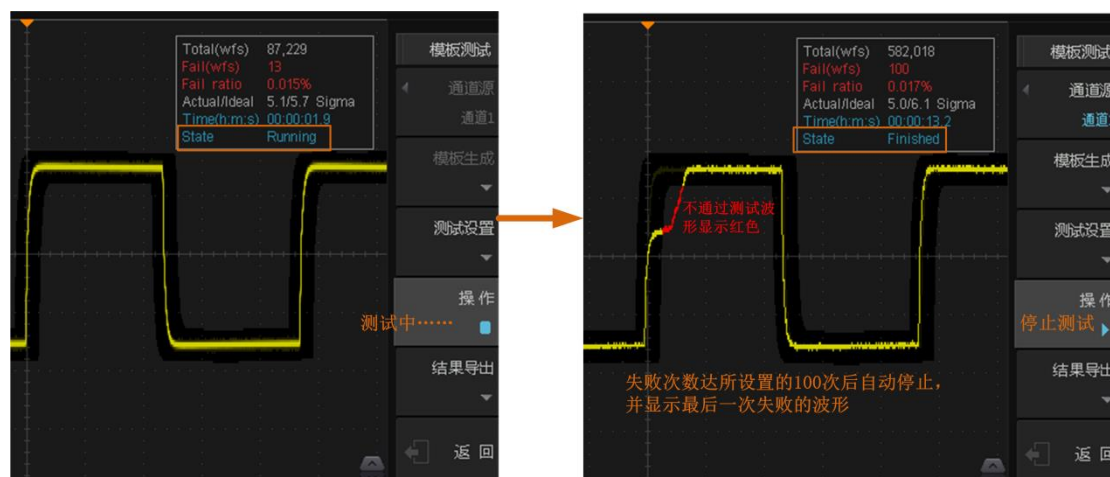 Total(wfs) 87,229
Fail(wfs) 13
Fail ratio 0.015%
Actual/Ideal 5.1/5.7 Sigma
Time(h:m:s) 00:00:01.9
State Running
模板测试
通道源
通道1
模板生成
测试设置
操作
测试中……
结果导出
返回
Total(wfs) 582,018
Fail(wfs) 100
Fail ratio 0.017%
Actual/Ideal 5.0/6.1 Sigma
Time(h:m:s) 00:00:13.2
State Finished
不通过测试波
形显示红色
模板测试
通道源
通道1
模板生成
测试设置
操作
停止测试
结果导出
返回
失败次数达所设置的100次后自动停止，
并显示最后一次失败的波形